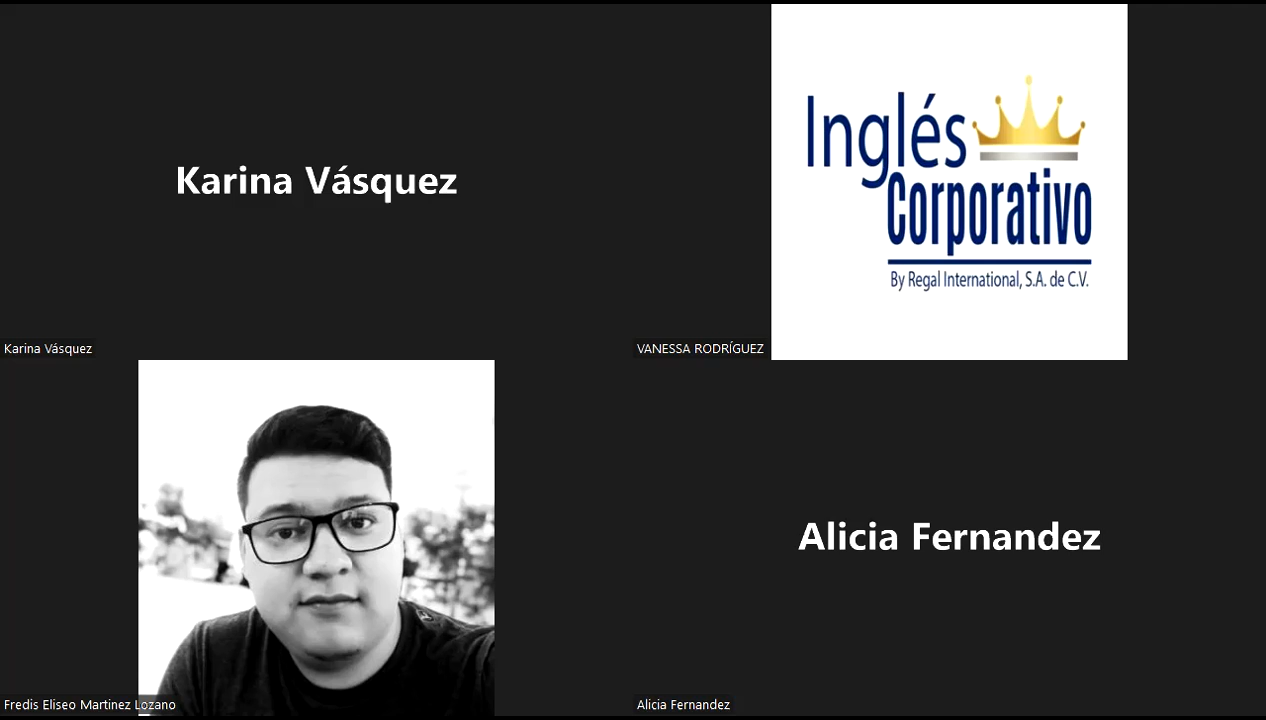 Karina Vásquez
Karina Vásquez
Inglés
Corporativo
By Regal International, S.A. de C.V.
VANESSA RODRÍGUEZ
Fredis Eliseo Martinez Lozano
Alicia Fernandez
Alicia Fernandez